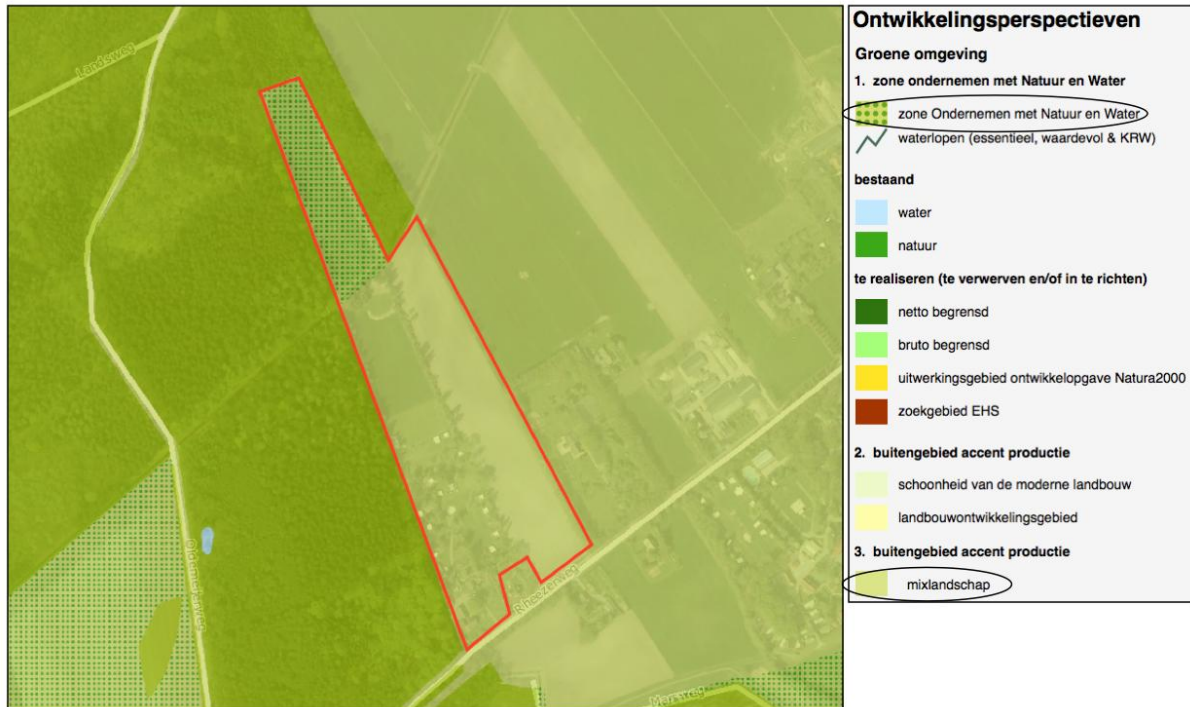 Landsweg
Rheezerweg
Marsweg
Ontwikkelingsperspectieven
Groene omgeving
1. zone ondernemen met Natuur en Water
zone Ondernemen met Natuur en Water
waterlopen (essentieel, waardevol & KRW)
bestaand
water
natuur
te realiseren (te verwerven en/of in te richten)
netto begrensd
bruto begrensd
uitwerkingsgebied ontwikkelopgave Natura2000
zoekgebied EHS
2. buitengebied accent productie
schoonheid van de moderne landbouw
landbouwontwikkelingsgebied
3. buitengebied accent productie
mixlandschap